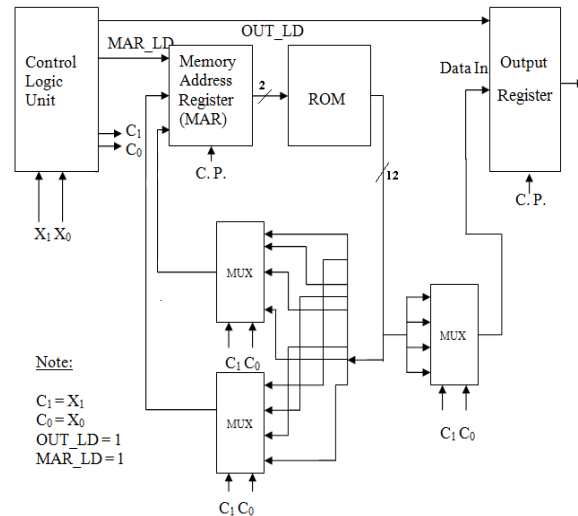 OUT_LD
MAR_LD
Control
Logic
Unit
Memory
Address
Register
(MAR)
2
ROM
Data In
Output
Register
C₁
C₀
C. P.
12
C. P.
X₁ X₀
MUX
MUX
C₁ C₀
Note:
C₁ = X₁
C₀ = X₀
OUT_LD = 1
MAR_LD = 1
MUX
C₁ C₀
C₁ C₀